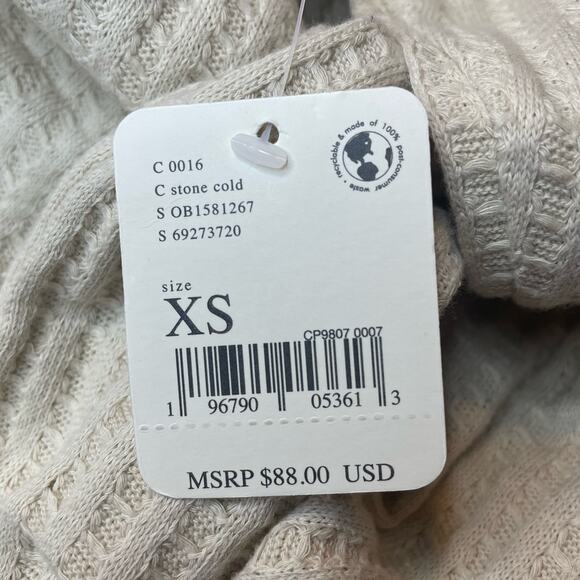 C 0016
C stone cold
S OB1581267
S 69273720
recyclable & made of 100% post-consumer waste •
size
XS
CP9807 0007
1 96790 05361 3
MSRP $88.00 USD